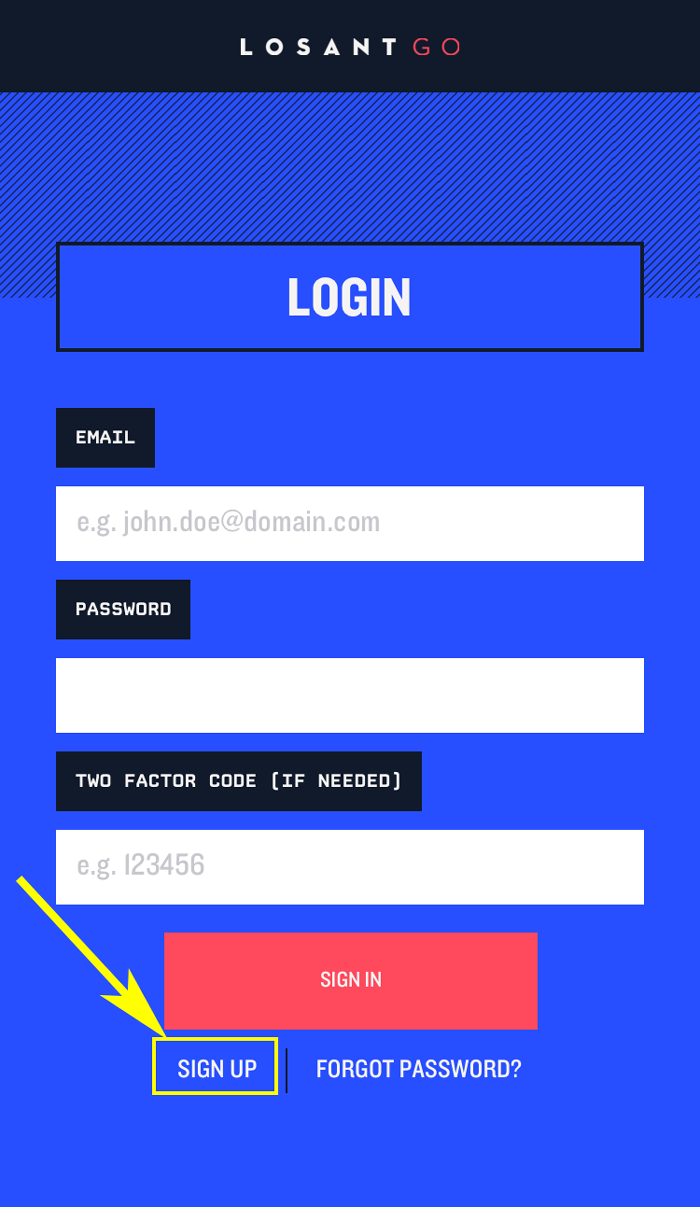 LOSANT GO
LOGIN
EMAIL
e.g. john.doe@domain.com
PASSWORD
TWO FACTOR CODE (IF NEEDED)
e.g. 123456
SIGN IN
SIGN UP FORGOT PASSWORD?